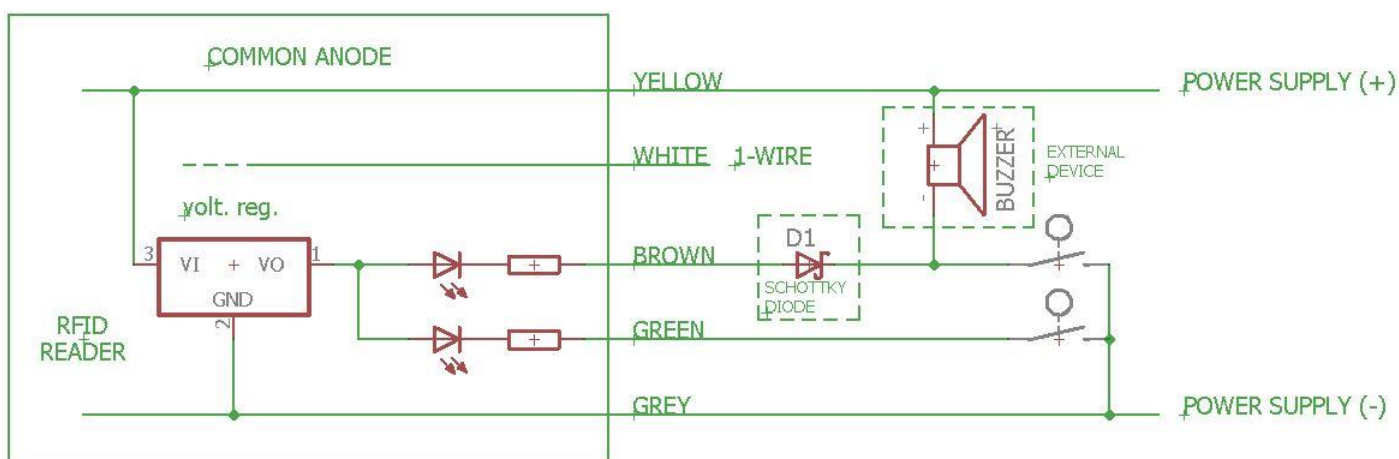 COMMON ANODE
YELLOW
POWER SUPPLY (+)
+
+
WHITE
1-WIRE
BUZZER
EXTERNAL
DEVICE
-
volt. reg.
3
VI
VO
1
GND
2
BROWN
D1
SCHOTTKY
DIODE
RFID
READER
GREEN
GREY
POWER SUPPLY (-)